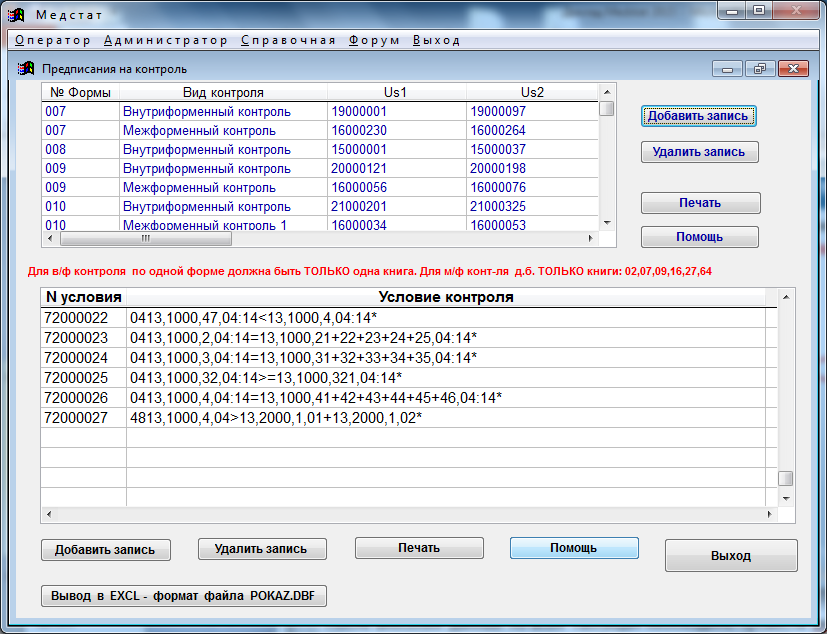 Медстат
Оператор Администратор Справочная Форум Выход
Предписания на контроль
№ Формы Вид контроля Us1 Us2
007 Внутриформенный контроль 19000001 19000097
007 Межформенный контроль 16000230 16000264
008 Внутриформенный контроль 15000001 15000037
009 Внутриформенный контроль 20000121 20000198
009 Межформенный контроль 16000056 16000076
010 Внутриформенный контроль 21000201 21000325
010 Межформенный контроль 1 16000034 16000053
Добавить запись
Удалить запись
Печать
Помощь
Для в/ф контроля по одной форме должна быть ТОЛЬКО одна книга. Для м/ф конт-ля д.б. ТОЛЬКО книги: 02,07,09,16,27,64
N условия Условие контроля
72000022 0413,1000,47,04:14<13,1000,4,04:14*
72000023 0413,1000,2,04:14=13,1000,21+22+23+24+25,04:14*
72000024 0413,1000,3,04:14=13,1000,31+32+33+34+35,04:14*
72000025 0413,1000,32,04:14>=13,1000,321,04:14*
72000026 0413,1000,4,04:14=13,1000,41+42+43+44+45+46,04:14*
72000027 4813,1000,4,04>13,2000,1,01+13,2000,1,02*
Добавить запись Удалить запись Печать Помощь Выход
Вывод в EXCL - формат файла POKAZ.DBF